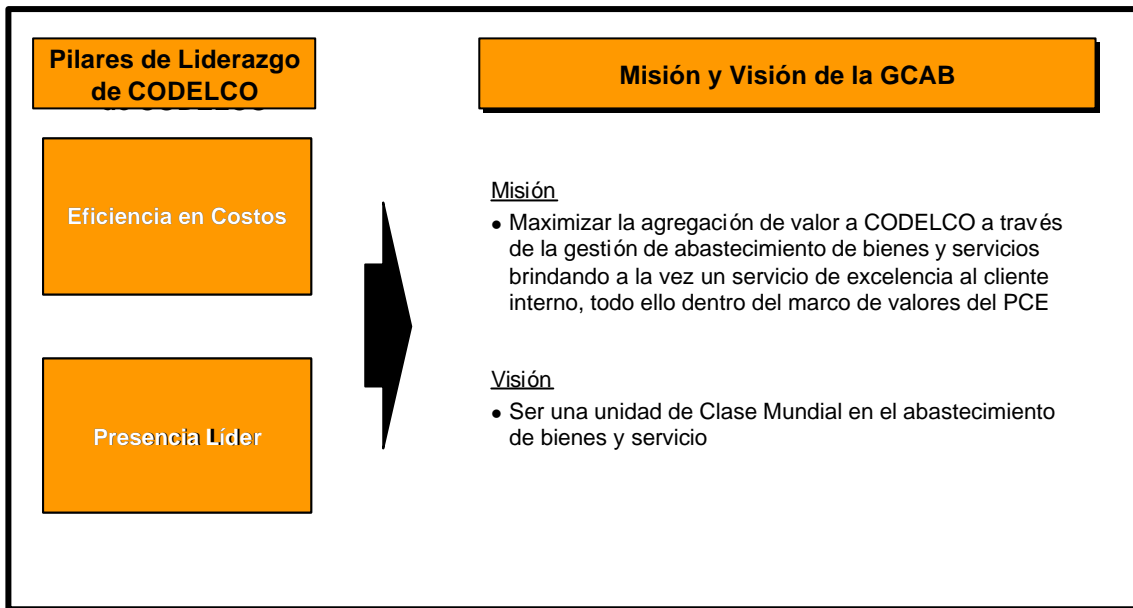 Pilares de Liderazgo
de CODELCO
Misión y Visión de la GCAB
Eficiencia en Costos
Presencia Líder
Misión
• Maximizar la agregación de valor a CODELCO a través
de la gestión de abastecimiento de bienes y servicios
brindando a la vez un servicio de excelencia al cliente
interno, todo ello dentro del marco de valores del PCE
Visión
• Ser una unidad de Clase Mundial en el abastecimiento
de bienes y servicio